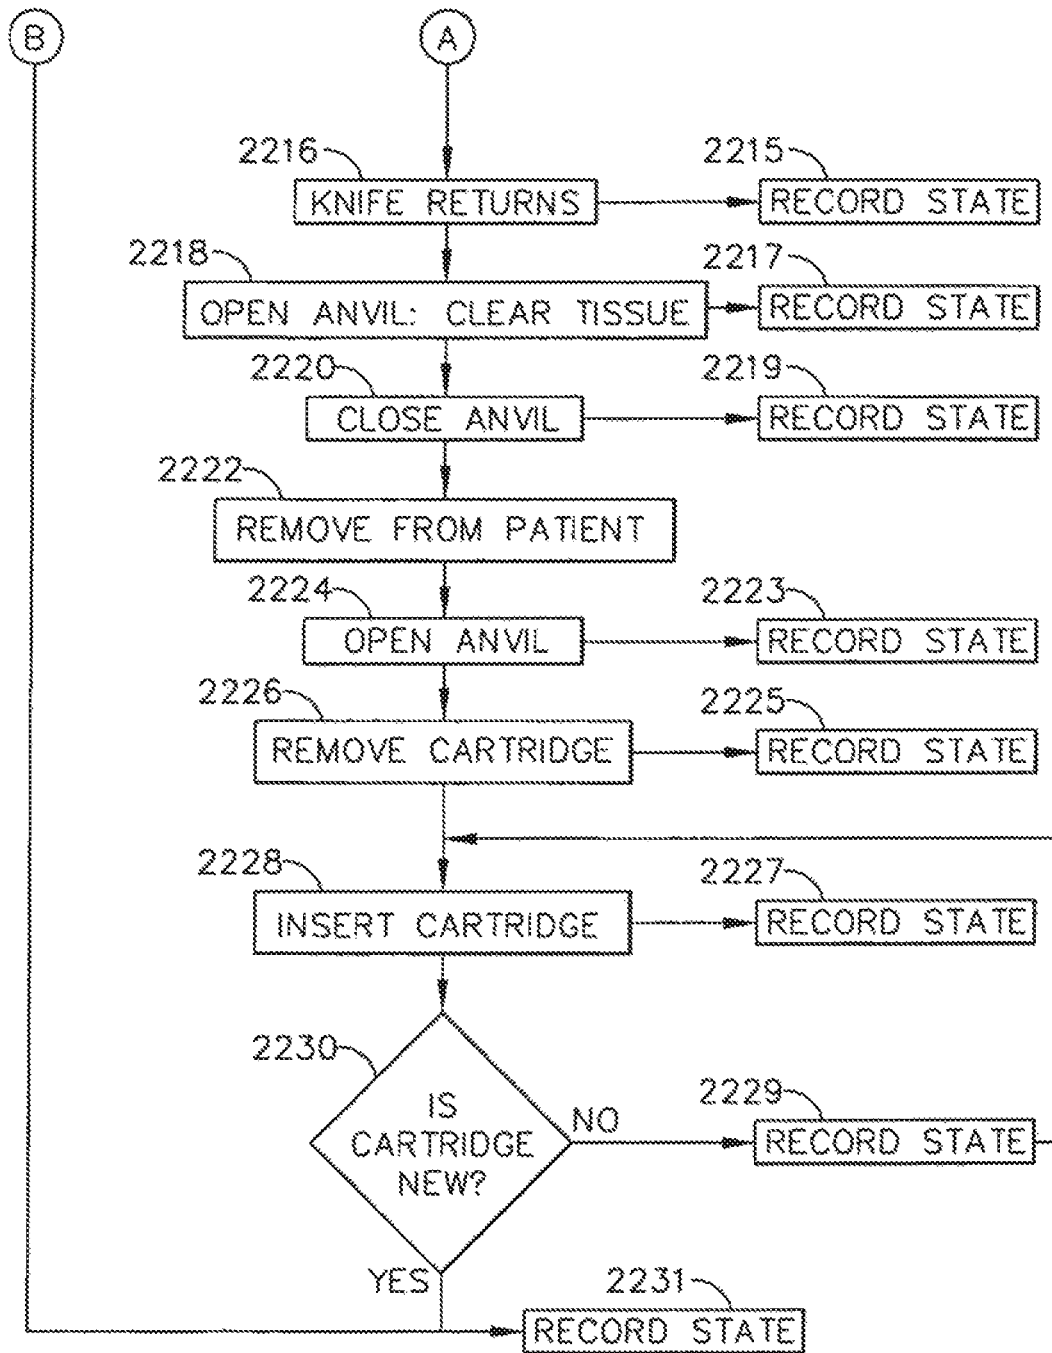 B
A
2216
2215
KNIFE RETURNS
RECORD STATE
2218
2217
OPEN ANVIL: CLEAR TISSUE
RECORD STATE
2220
2219
CLOSE ANVIL
RECORD STATE
2222
REMOVE FROM PATIENT
2224
2223
OPEN ANVIL
RECORD STATE
2226
2225
REMOVE CARTRIDGE
RECORD STATE
2228
2227
INSERT CARTRIDGE
RECORD STATE
2230
IS
CARTRIDGE
NEW?
NO
2229
RECORD STATE
YES
2231
RECORD STATE